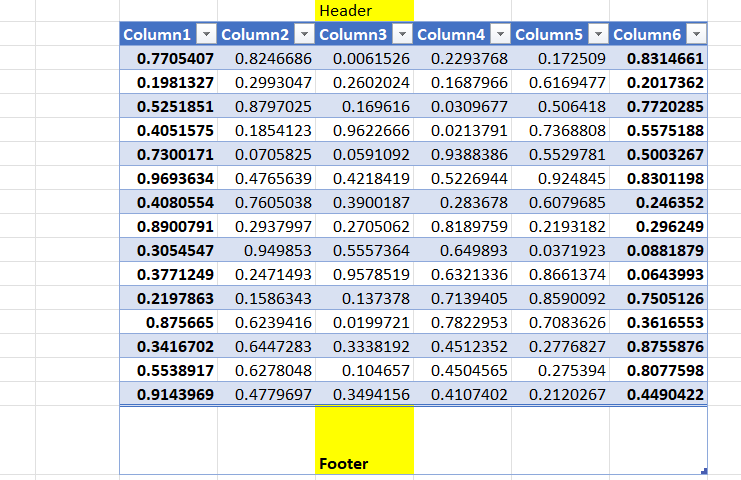 Header
Column1 Column2 Column3 Column4 Column5 Column6
0.7705407 0.8246686 0.0061526 0.2293768 0.172509 0.8314661
0.1981327 0.2993047 0.2602024 0.1687966 0.6169477 0.2017362
0.5251851 0.8797025 0.169616 0.0309677 0.506418 0.7720285
0.4051575 0.1854123 0.9622666 0.0213791 0.7368808 0.5575188
0.7300171 0.0705825 0.0591092 0.9388386 0.5529781 0.5003267
0.9693634 0.4765639 0.4218419 0.5226944 0.924845 0.8301198
0.4080554 0.7605038 0.3900187 0.283678 0.6079685 0.246352
0.8900791 0.2937997 0.2705062 0.8189759 0.2193182 0.296249
0.3054547 0.949853 0.5557364 0.649893 0.0371923 0.0881879
0.3771249 0.2471493 0.9578519 0.6321336 0.8661374 0.0643993
0.2197863 0.1586343 0.137378 0.7139405 0.8590092 0.7505126
0.875665 0.6239416 0.0199721 0.7822953 0.7083626 0.3616553
0.3416702 0.6447283 0.3338192 0.4512352 0.2776827 0.8755876
0.5538917 0.6278048 0.104657 0.4504565 0.275394 0.8077598
0.9143969 0.4779697 0.3494156 0.4107402 0.2120267 0.4490422
Footer